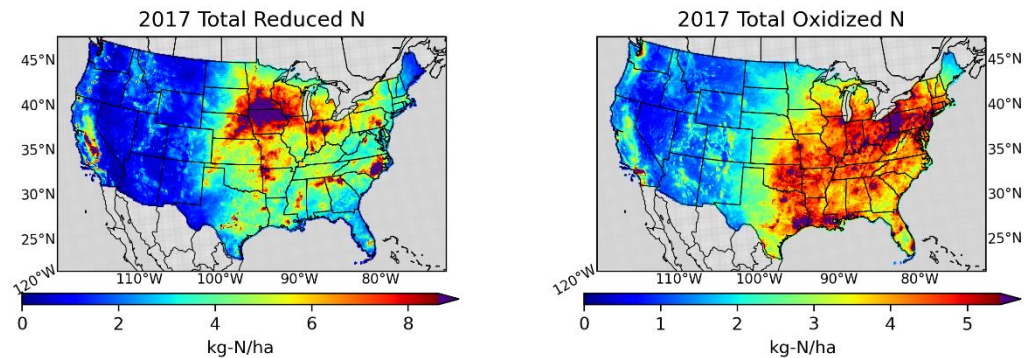 2017 Total Reduced N
2017 Total Oxidized N
45°N
40°N
35°N
30°N
25°N
120°W
110°W
100°W
90°W
80°W
45°N
40°N
35°N
30°N
25°N
120°W
110°W
100°W
90°W
80°W
0 2 4 6 8
kg-N/ha
0 1 2 3 4 5
kg-N/ha